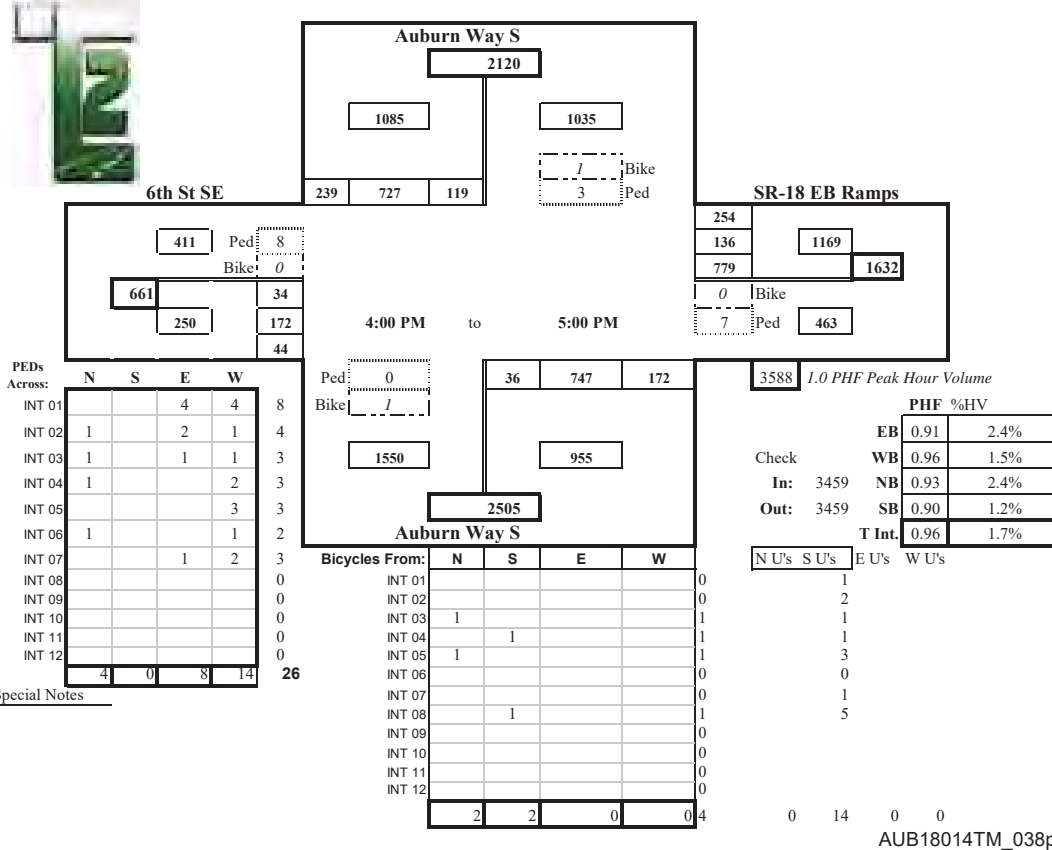 Auburn Way S
2120
1085 1035
1 Bike
239 727 119 3 Ped
6th St SE SR-18 EB Ramps
254
411 Ped 8 136 1169
Bike 0 779 1632
661 34 0 Bike
250 172 4:00 PM to 5:00 PM 7 Ped 463
44
PEDs Across: N S E W Ped 0 36 747 172 3588 1.0 PHF Peak Hour Volume
INT 01 4 4 8 Bike 1 PHF %HV
INT 02 1 2 1 4 EB 0.91 2.4%
INT 03 1 1 1 3 1550 955 Check WB 0.96 1.5%
INT 04 1 2 3 In: 3459 NB 0.93 2.4%
INT 05 3 3 2505 Out: 3459 SB 0.90 1.2%
INT 06 1 1 2 Auburn Way S T Int. 0.96 1.7%
INT 07 1 2 3 Bicycles From: N S E W N U's S U's E U's W U's
INT 08 0 INT 01 0 1
INT 09 0 INT 02 0 2
INT 10 0 INT 03 1 1 1
INT 11 0 INT 04 1 1 1
INT 12 0 INT 05 1 1 3
4 0 8 14 26 INT 06 0 0
Special Notes INT 07 0 1
INT 08 1 1 5
INT 09 0
INT 10 0
INT 11 0
INT 12 0
2 2 0 0 4 0 14 0 0
AUB18014TM_038p